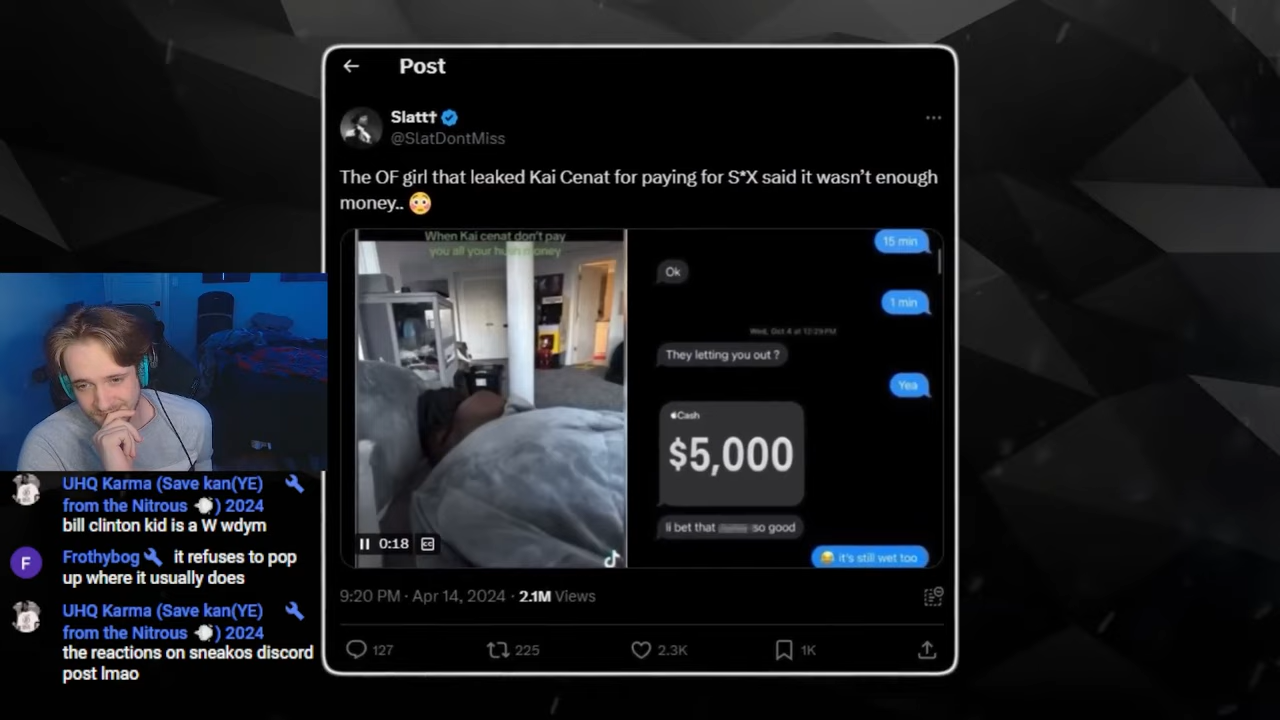 Post
Slatt†
@SlatDontMiss
The OF girl that leaked Kai Cenat for paying for S*X said it wasn't enough
money..
When Kai cenat don't pay
you all your money
0:18
15 min
Ok
1 min
Wed, Oct 4 at 12:29 PM
They letting you out ?
Yea
Cash
$5,000
Ii bet that so good
it's still wet too
9:20 PM · Apr 14, 2024 · 2.1M Views
127
225
2.3K
1K
UHQ Karma (Save kan(YE)
from the Nitrous ) 2024
bill clinton kid is a W wdym
F
Frothybog it refuses to pop
up where it usually does
UHQ Karma (Save kan(YE)
from the Nitrous ) 2024
the reactions on sneakos discord
post lmao